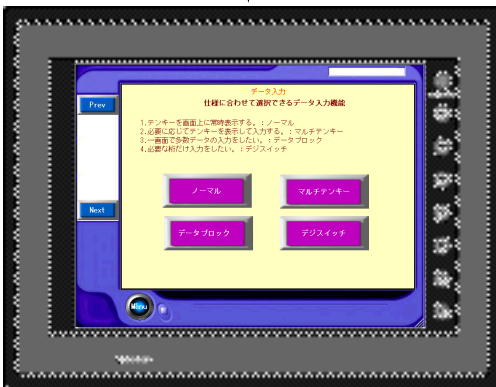 データ入力
仕様に合わせて選択できるデータ入力機能
Prev
1.テンキーを画面上に常時表示する。:ノーマル
2.必要に応じてテンキーを表示して入力する。:マルチテンキー
3.一画面で多数データの入力をしたい。:データブロック
4.必要な桁だけ入力をしたい。:デジスイッチ
ノーマル
マルチテンキー
Next
データブロック
デジスイッチ
Menu